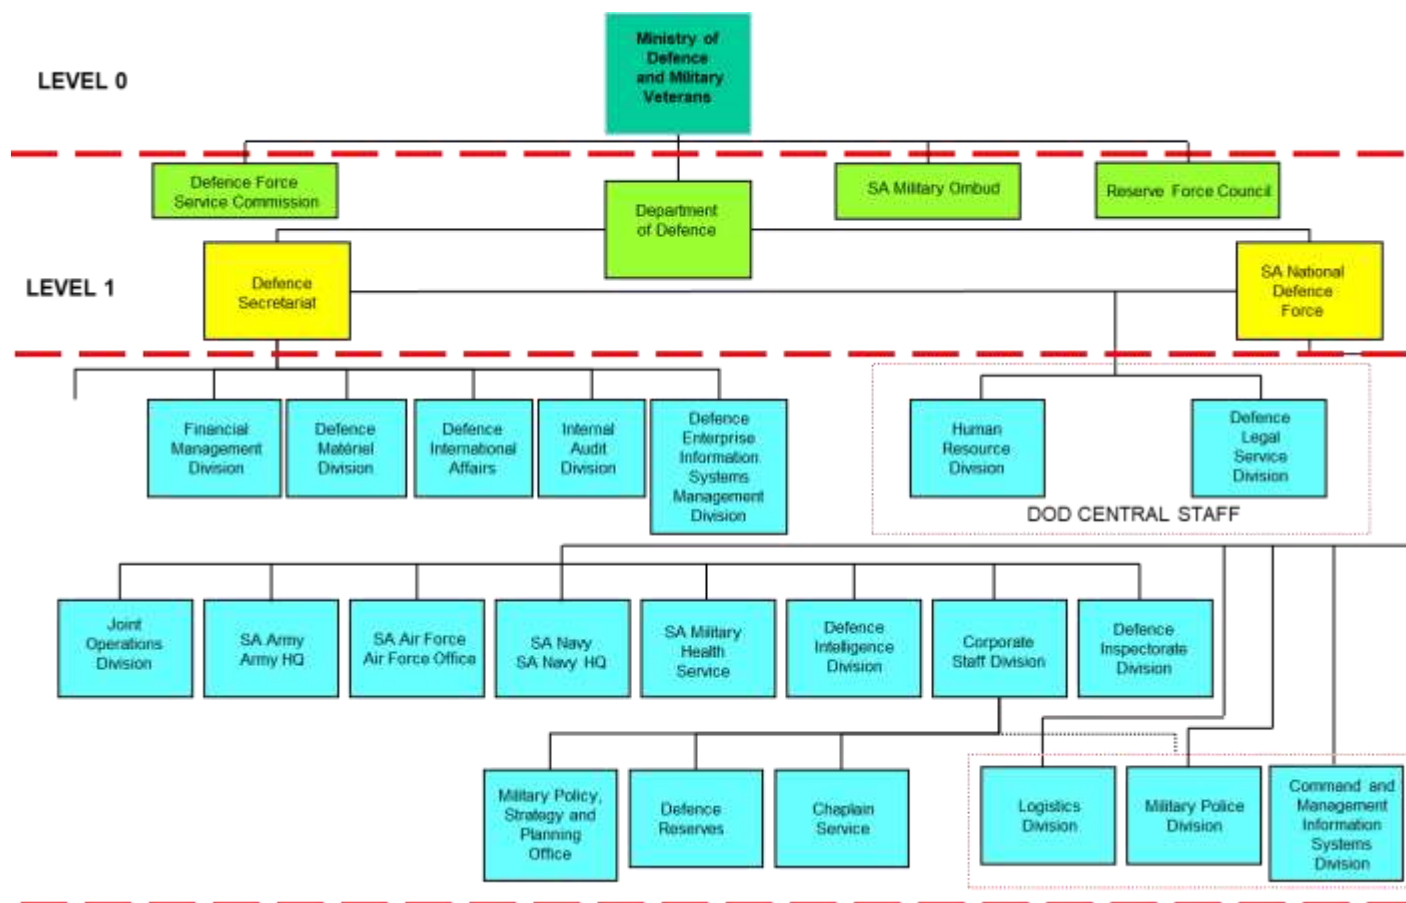 Ministry of
Defence
and Military
Veterans
LEVEL 0
Defence Force
Service Commission
Department
of Defence
SA Military Ombud
Reserve Force Council
LEVEL 1
Defence
Secretariat
SA National
Defence
Force
Financial
Management
Division
Defence
Matériel
Division
Defence
International
Affairs
Internal
Audit
Division
Defence
Enterprise
Information
Systems
Management
Division
Human
Resource
Division
Defence
Legal
Service
Division
DOD CENTRAL STAFF
Joint
Operations
Division
SA Army
Army HQ
SA Air Force
Air Force Office
SA Navy
SA Navy HQ
SA Military
Health
Service
Defence
Intelligence
Division
Corporate
Staff Division
Defence
Inspectorate
Division
Military Policy,
Strategy and
Planning
Office
Defence
Reserves
Chaplain
Service
Logistics
Division
Military Police
Division
Command and
Management
Information
Systems
Division